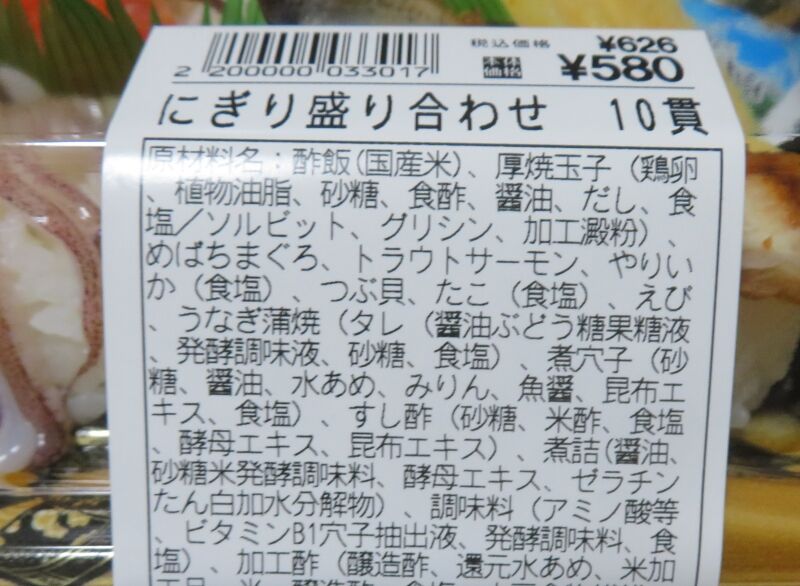 税込価格 ¥626
2 200000 033017 本体価格 ¥580
にぎり盛り合わせ 10貫
原材料名：酢飯(国産米)、厚焼玉子（鶏卵
、植物油脂、砂糖、食酢、醤油、だし、食
塩／ソルビット、グリシン、加工澱粉）、
めばちまぐろ、トラウトサーモン、やりい
か（食塩）、つぶ貝、たこ（食塩）、えび
、うなぎ蒲焼（タレ（醤油ぶどう糖果糖液
、発酵調味液、砂糖、食塩）、煮穴子（砂
糖、醤油、水あめ、みりん、魚醤、昆布エ
キス、食塩）、すし酢（砂糖、米酢、食塩
、酵母エキス、昆布エキス）、煮詰(醤油、
砂糖米発酵調味料、酵母エキス、ゼラチン
たん白加水分解物）、調味料（アミノ酸等
、ビタミンB1穴子抽出液、発酵調味料、食
塩）、加工酢（醸造酢、還元水あめ、米加